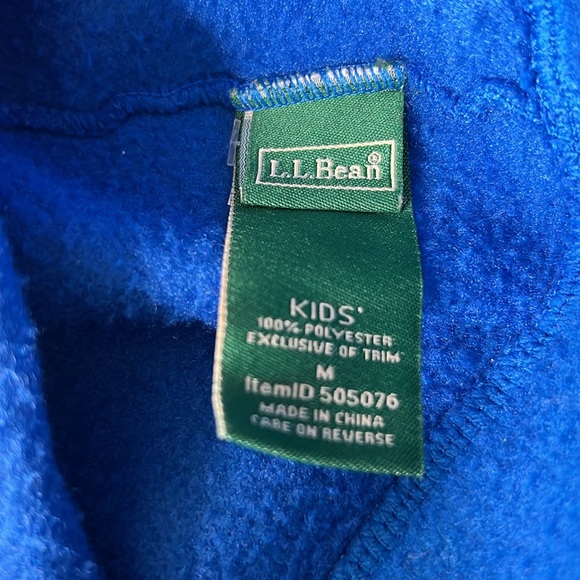 L.L.Bean®
KIDS'
100% POLYESTER
EXCLUSIVE OF TRIM
M
ItemID 505076
MADE IN CHINA
CARE ON REVERSE